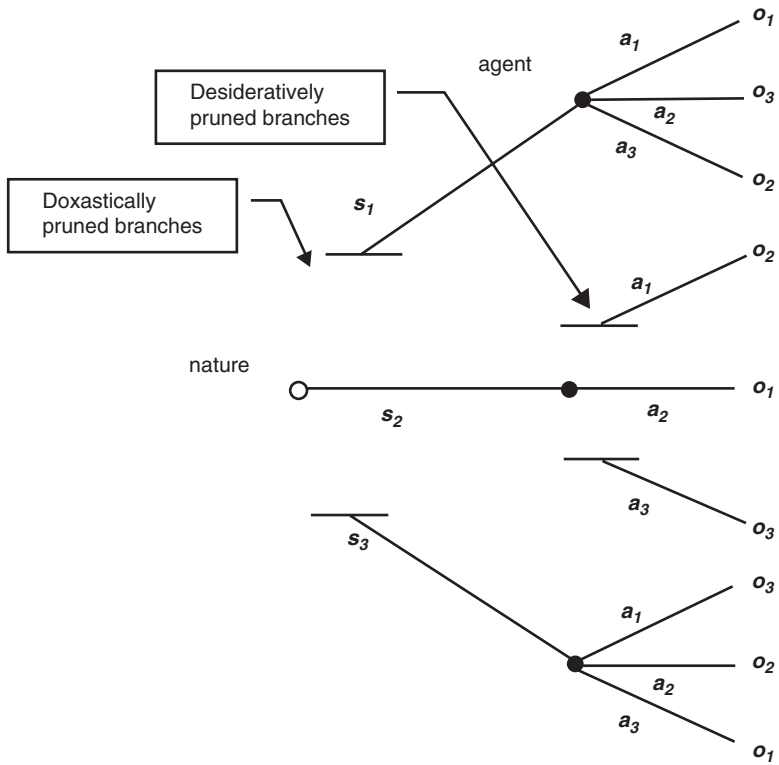 o1
a1
agent
Desideratively
pruned branches
o3
a2
a3
Doxastically
pruned branches
s1
o2
o2
a1
nature
o1
s2
a2
a3
s3
o3
o3
a1
o2
a2
a3
o1